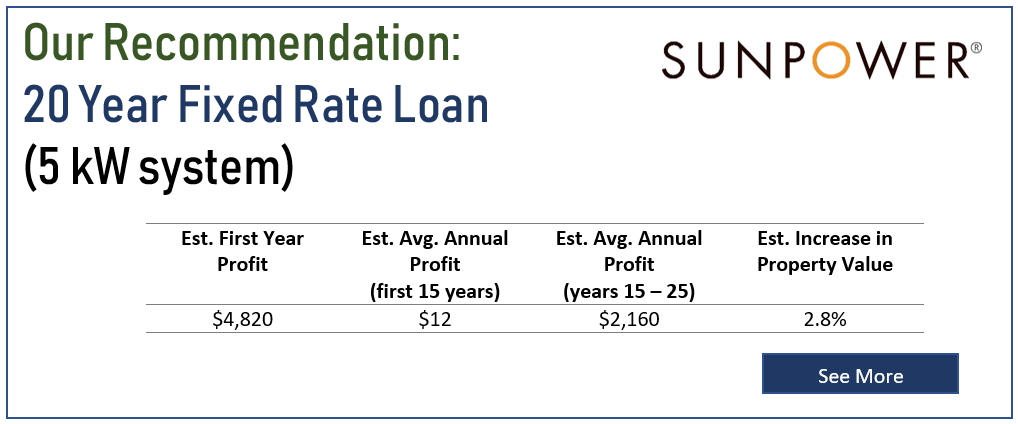 Our Recommendation:
SUNPOWER®
20 Year Fixed Rate Loan
(5 kW system)
Est. First Year Profit
Est. Avg. Annual Profit (first 15 years)
Est. Avg. Annual Profit (years 15 – 25)
Est. Increase in Property Value
$4,820
$12
$2,160
2.8%
See More